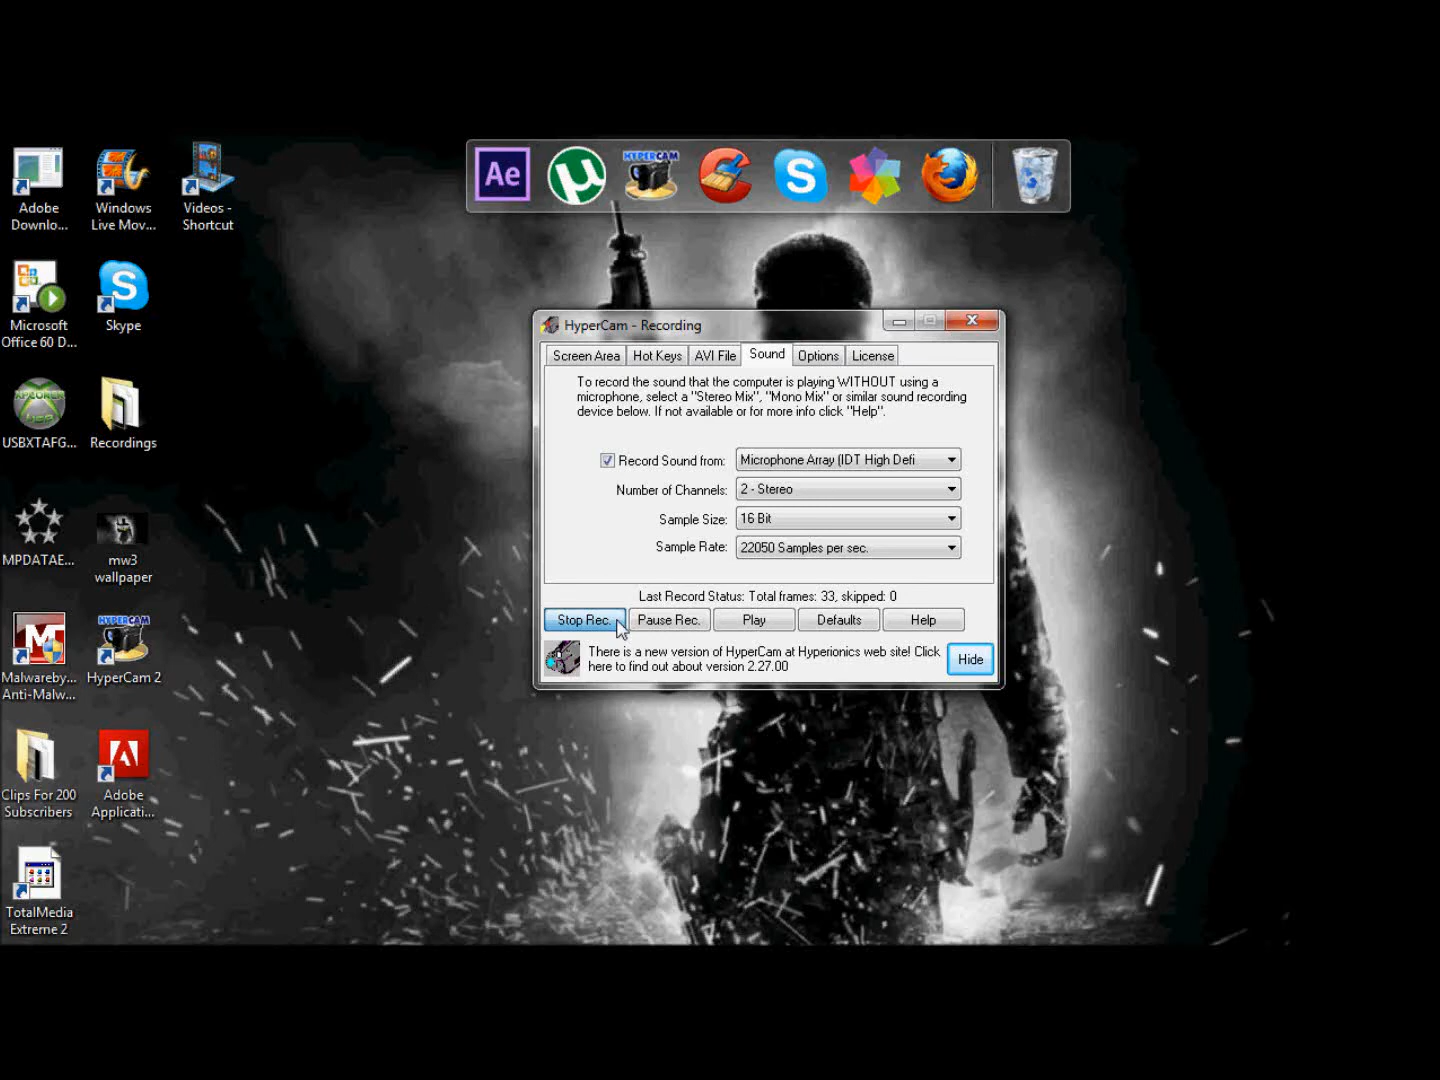 Adobe
Downlo...
Windows
Live Mov...
Videos -
Shortcut
Ae
µ
HYPERCAM
S
Microsoft
Office 60 D...
Skype
HyperCam - Recording
Screen Area
Hot Keys
AVI File
Sound
Options
License
To record the sound that the computer is playing WITHOUT using a
microphone, select a "Stereo Mix", "Mono Mix" or similar sound recording
device below. If not available or for more info click "Help".
USBXTAFG...
Recordings
Record Sound from: Microphone Array (IDT High Defi
Number of Channels: 2 - Stereo
Sample Size: 16 Bit
Sample Rate: 22050 Samples per sec.
MPDATAE...
mw3
wallpaper
Last Record Status: Total frames: 33, skipped: 0
Stop Rec.
Pause Rec.
Play
Defaults
Help
There is a new version of HyperCam at Hyperionics web site! Click
here to find out about version 2.27.00
Hide
Malwareby...
Anti-Malw...
HYPERCAM
HyperCam 2
Clips For 200
Subscribers
Adobe
Applicati...
TotalMedia
Extreme 2